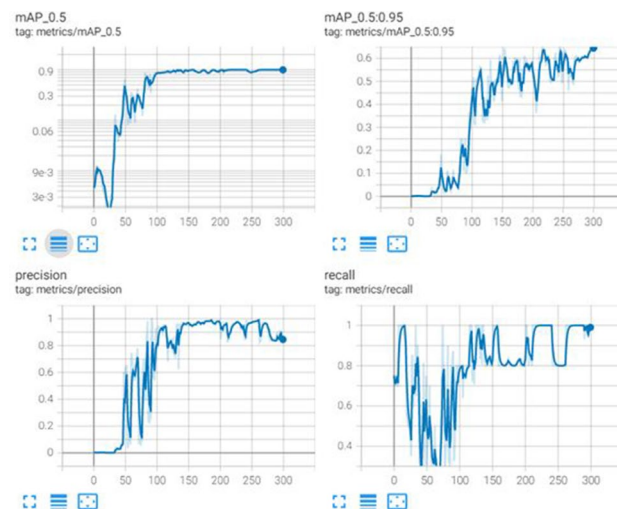 mAP_0.5
tag: metrics/mAP_0.5
0.9
0.3
0.06
9e-3
3e-3
0 50 100 150 200 250 300
mAP_0.5:0.95
tag: metrics/mAP_0.5:0.95
0.6
0.5
0.4
0.3
0.2
0.1
0
0 50 100 150 200 250 300
precision
tag: metrics/precision
1
0.8
0.6
0.4
0.2
0
0 50 100 150 200 250 300
recall
tag: metrics/recall
1
0.8
0.6
0.4
0 50 100 150 200 250 300